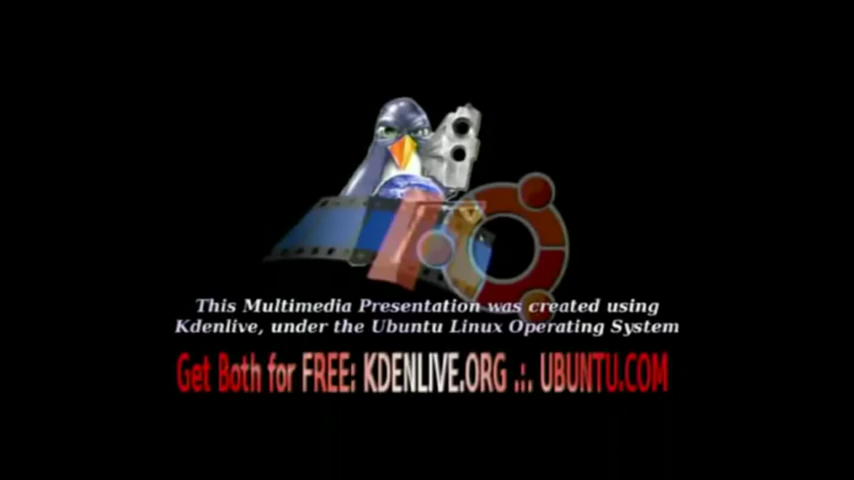 This Multimedia Presentation was created using
Kdenlive, under the Ubuntu Linux Operating System
Get Both for FREE: KDENLIVE.ORG .:. UBUNTU.COM